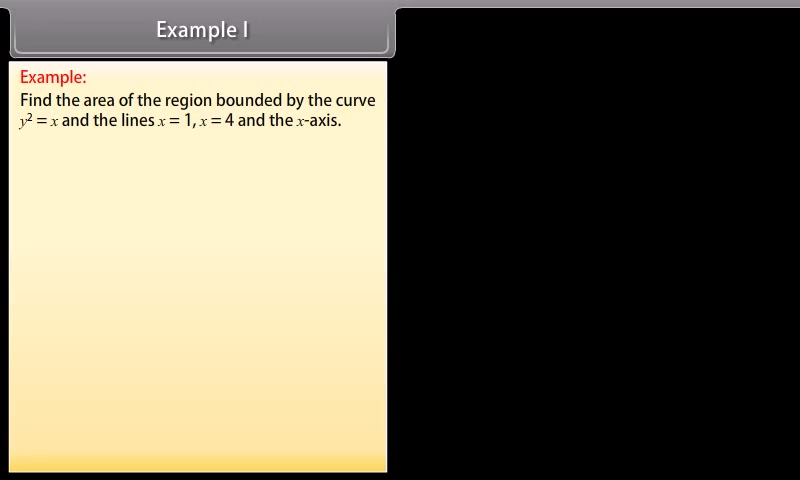 Example I
Example:
Find the area of the region bounded by the curve
y² = x and the lines x = 1, x = 4 and the x-axis.